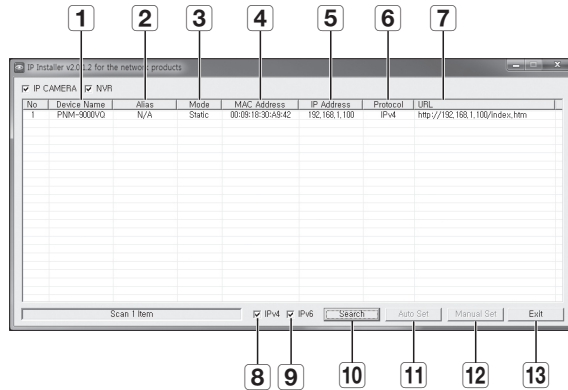 1 2 3 4 5 6 7
IP Installer v2.0.1.2 for the network products
IP CAMERA NVR
No Device Name Alias Mode MAC Address IP Address Protocol URL
1 PNM-9000VQ N/A Static 00:09:18:30:A9:42 192,168,1,100 IPv4 http://192,168,1,100/index,htm
Scan 1 Item IPv4 IPv6 Search Auto Set Manual Set Exit
8 9 10 11 12 13